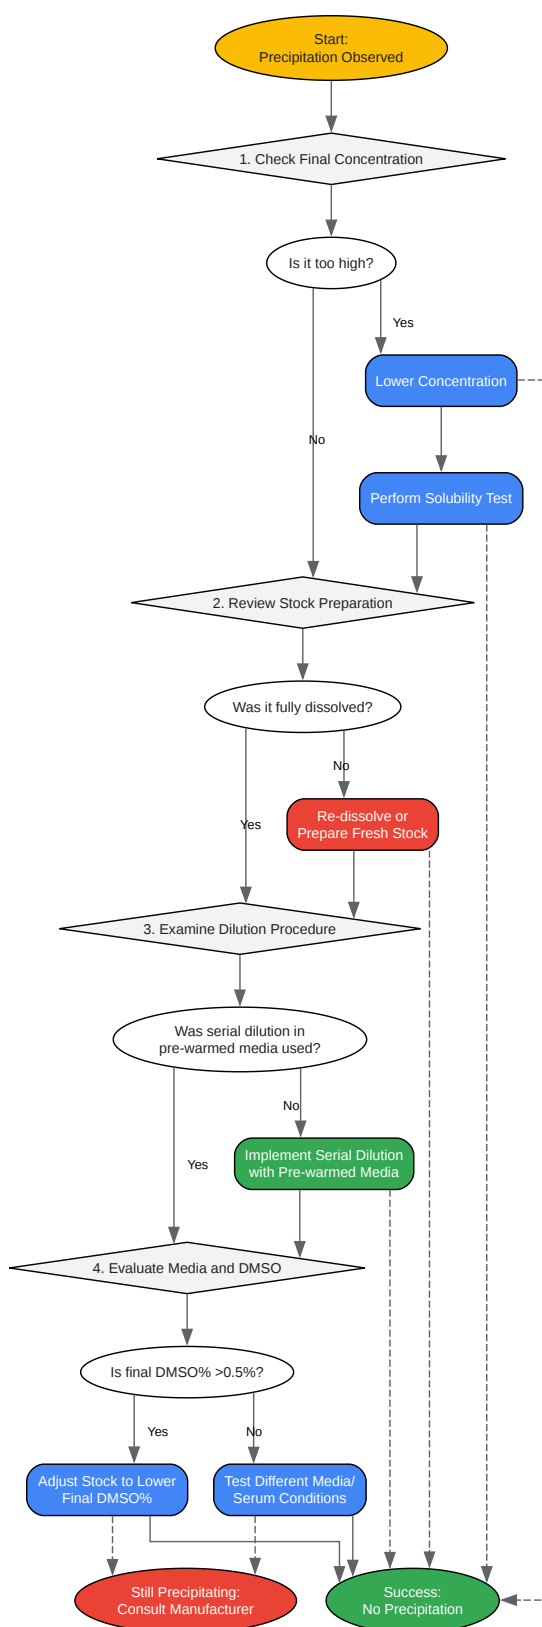 Start:
Precipitation Observed
1. Check Final Concentration
Is it too high?
Yes
Lower Concentration
No
Perform Solubility Test
2. Review Stock Preparation
Was it fully dissolved?
No
Re-dissolve or
Prepare Fresh Stock
Yes
3. Examine Dilution Procedure
Was serial dilution in
pre-warmed media used?
No
Implement Serial Dilution
with Pre-warmed Media
Yes
4. Evaluate Media and DMSO
Is final DMSO% >0.5%?
Yes
No
Adjust Stock to Lower
Final DMSO%
Test Different Media/
Serum Conditions
Still Precipitating:
Consult Manufacturer
Success:
No Precipitation